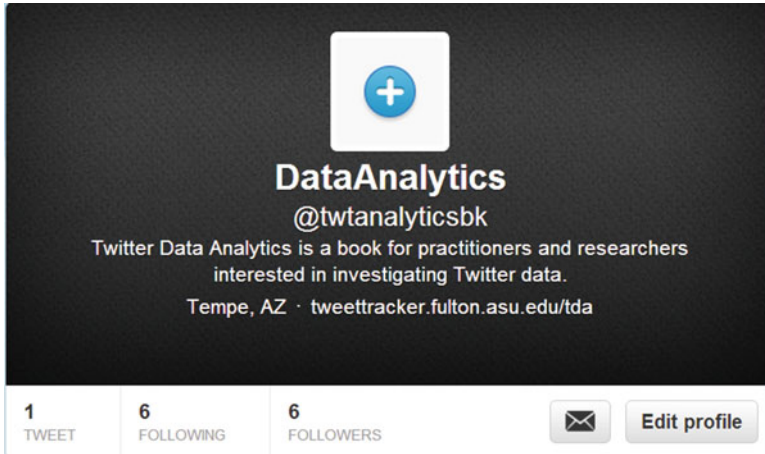 DataAnalytics
@twtanalyticsbk
Twitter Data Analytics is a book for practitioners and researchers
interested in investigating Twitter data.
Tempe, AZ · tweettracker.fulton.asu.edu/tda
1 6 6
TWEET FOLLOWING FOLLOWERS Edit profile